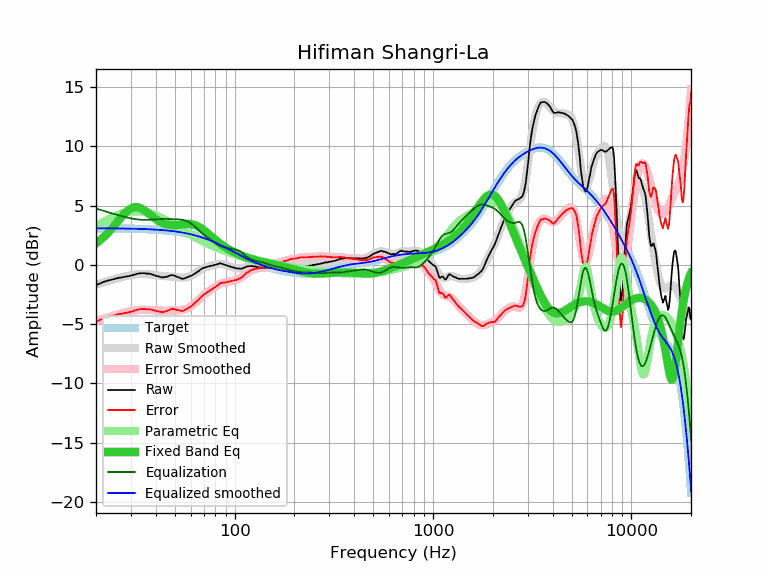 Hifiman Shangri-La
Amplitude (dBr)
15
10
5
0
−5
−10
−15
−20
Target
Raw Smoothed
Error Smoothed
Raw
Error
Parametric Eq
Fixed Band Eq
Equalization
Equalized smoothed
100
1000
10000
Frequency (Hz)